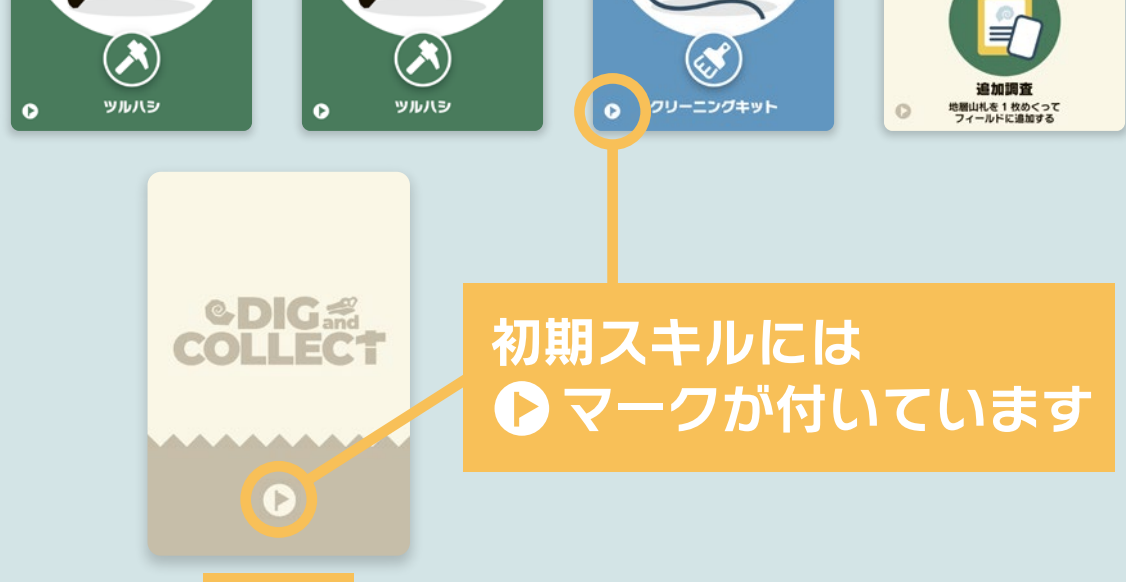 ツルハシ
ツルハシ
クリーニングキット
追加調査
地層山札を1枚めくって
フィールドに追加する
DIG
and
COLLECT
初期スキルには
マークが付いています